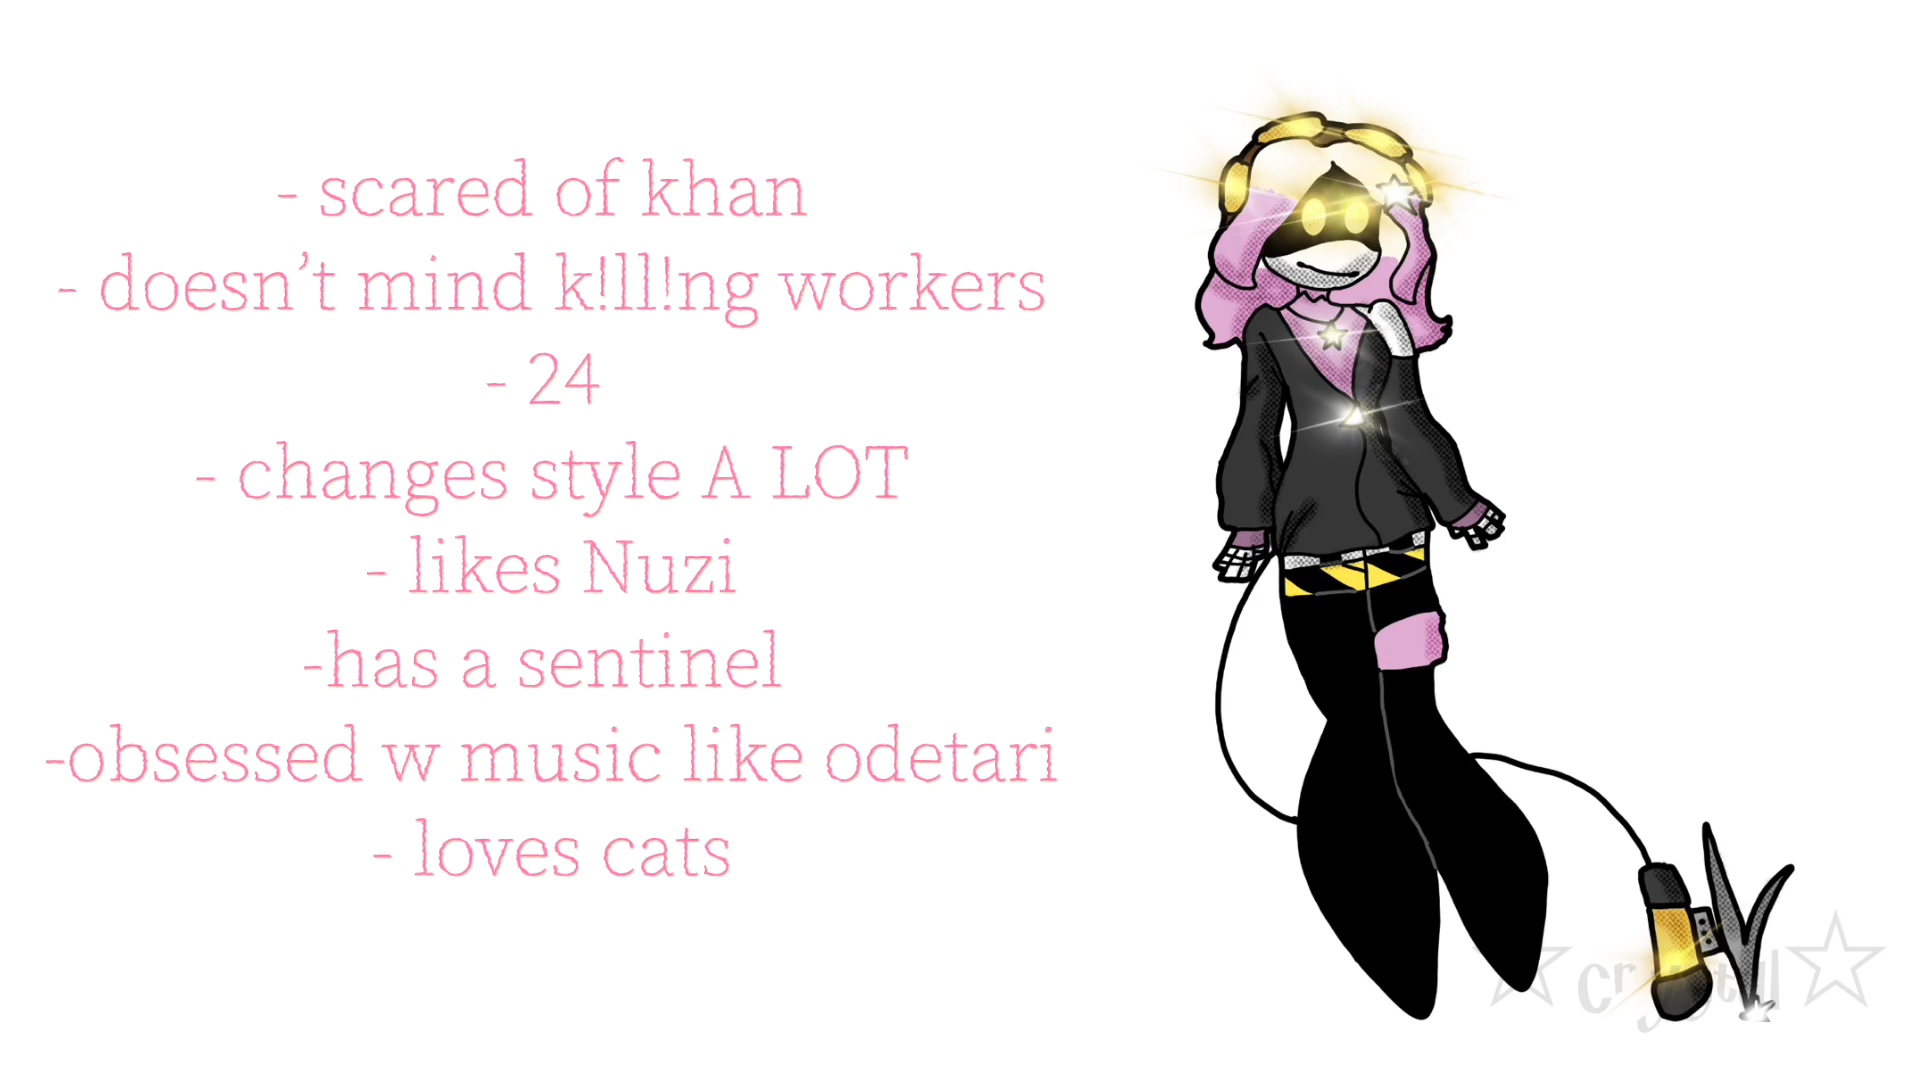 - scared of khan
- doesn’t mind k!ll!ng workers
- 24
- changes style A LOT
- likes Nuzi
-has a sentinel
-obsessed w music like odetari
- loves cats